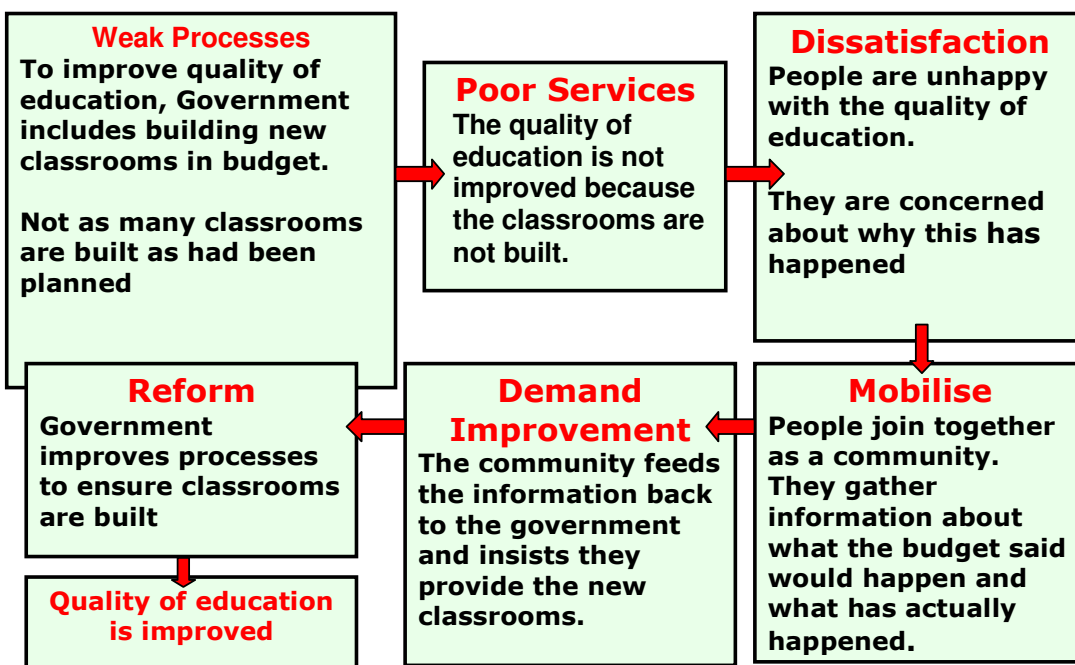 Weak Processes
To improve quality of
education, Government
includes building new
classrooms in budget.
Not as many classrooms
are built as had been
planned
Poor Services
The quality of
education is not
improved because
the classrooms are
not built.
Dissatisfaction
People are unhappy
with the quality of
education.
They are concerned
about why this has
happened
Mobilise
People join together
as a community.
They gather
information about
what the budget said
would happen and
what has actually
happened.
Demand
Improvement
The community feeds
the information back
to the government
and insists they
provide the new
classrooms.
Reform
Government
improves processes
to ensure classrooms
are built
Quality of education
is improved